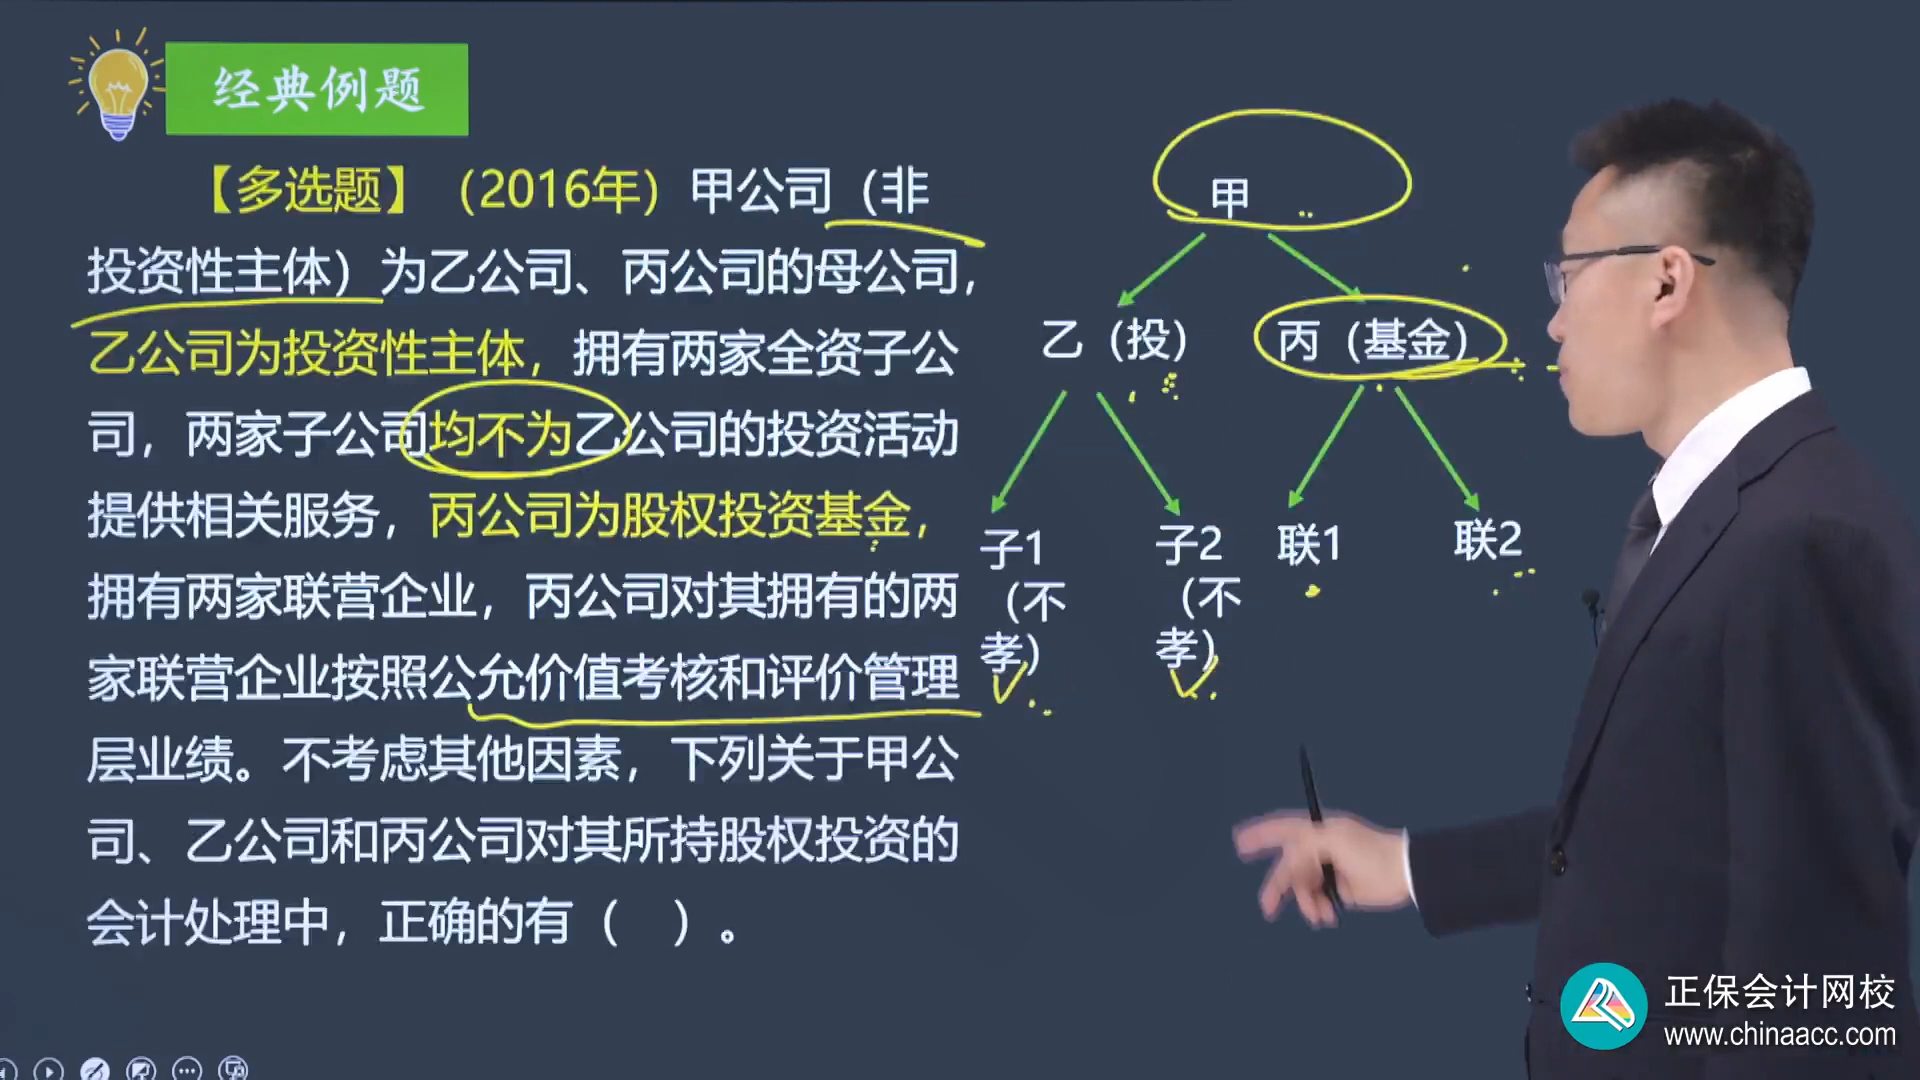 经典例题
【多选题】（2016年）甲公司（非
投资性主体）为乙公司、丙公司的母公司，
乙公司为投资性主体，拥有两家全资子公
司，两家子公司均不为乙公司的投资活动
提供相关服务，丙公司为股权投资基金，
拥有两家联营企业，丙公司对其拥有的两
家联营企业按照公允价值考核和评价管理
层业绩。不考虑其他因素，下列关于甲公
司、乙公司和丙公司对其所持股权投资的
会计处理中，正确的有（　）。
甲
乙（投）
丙（基金）
子1
（不
孝）
子2
（不
孝）
联1
联2
正保会计网校
www.chinaacc.com